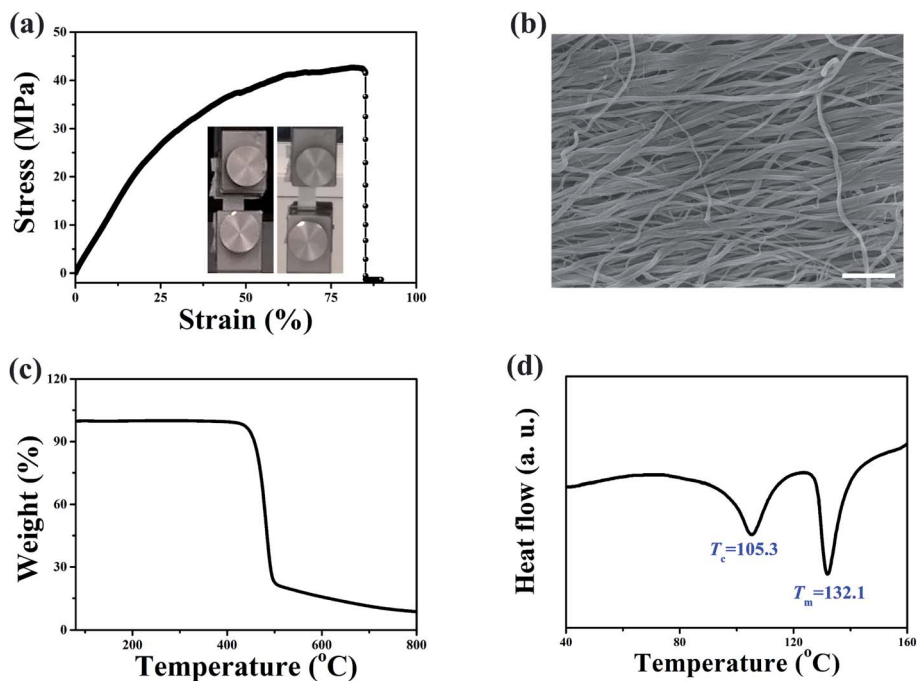 (a)
50
40
30
20
10
0
Stress (MPa)
0 25 50 75 100
Strain (%)
(b)
(c)
120
90
60
30
0
Weight (%)
200 400 600 800
Temperature (°C)
(d)
Heat flow (a. u.)
Tc=105.3
Tm=132.1
40 80 120 160
Temperature (°C)